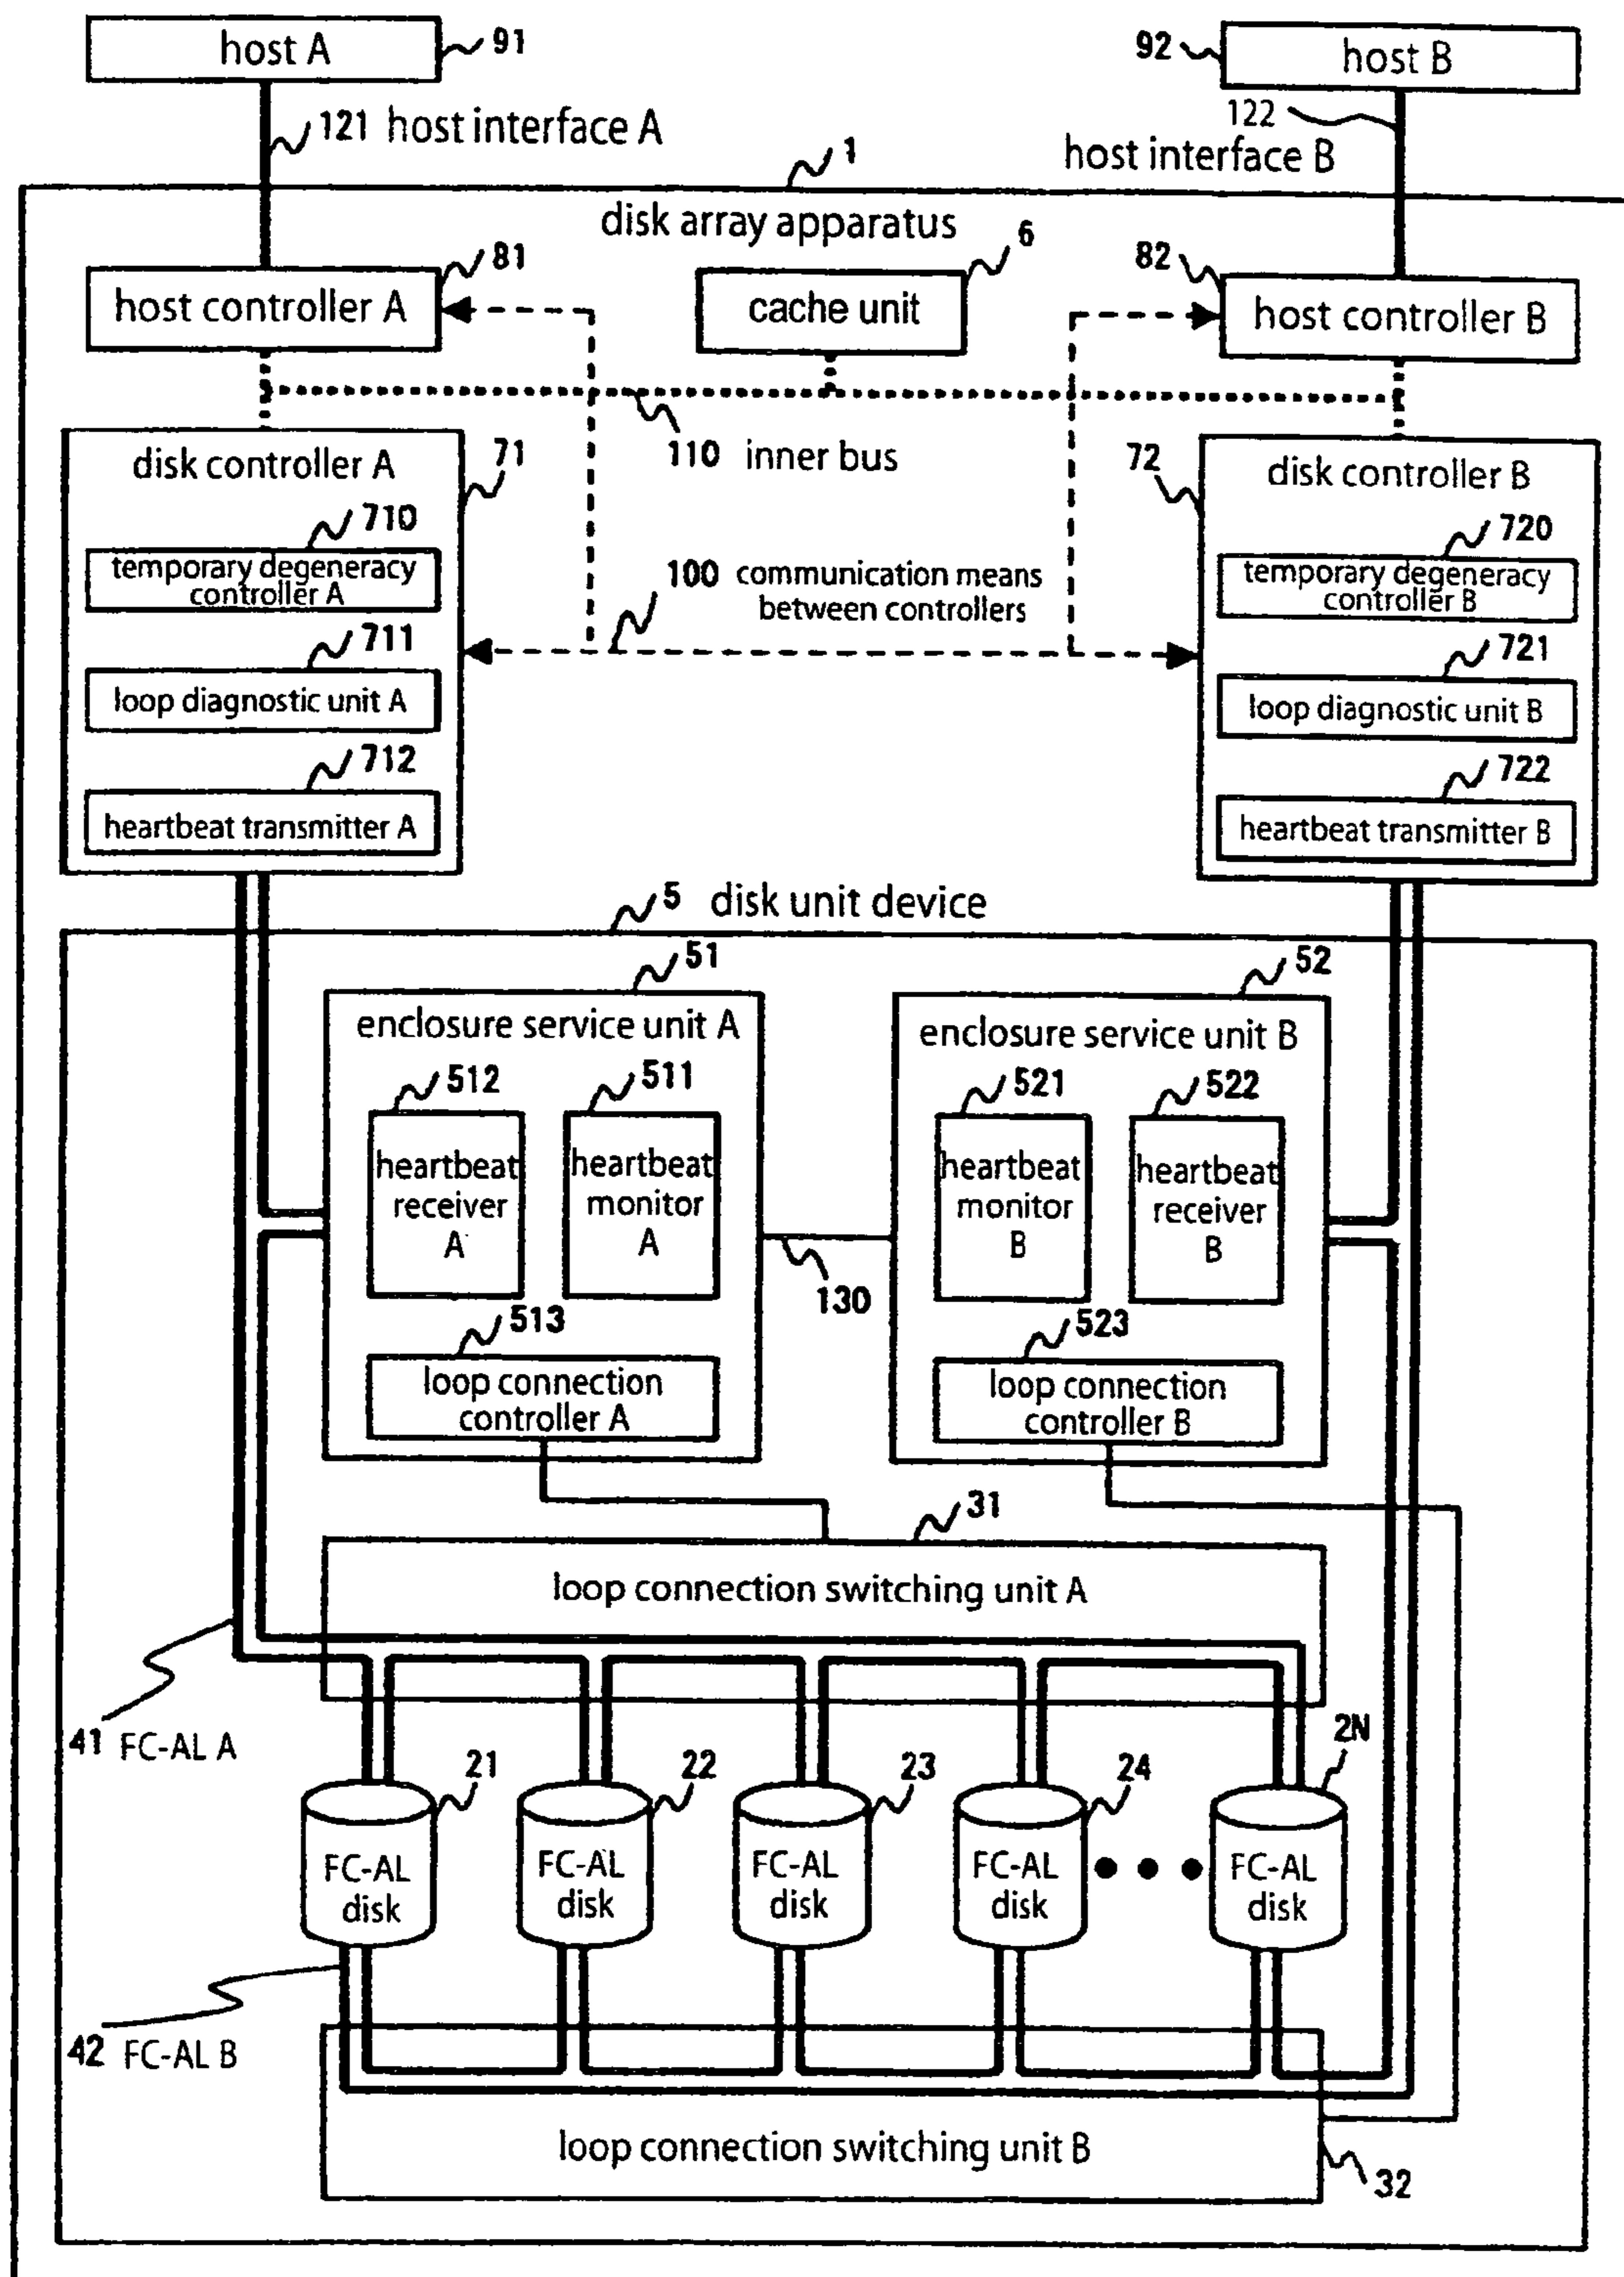 host A
91
92
host B
121 host interface A
122
host interface B
1
disk array apparatus
81
6
82
host controller A
cache unit
host controller B
110 inner bus
disk controller A
71
72
disk controller B
710
temporary degeneracy
controller A
720
temporary degeneracy
controller B
100 communication means
between controllers
711
loop diagnostic unit A
721
loop diagnostic unit B
712
heartbeat transmitter A
722
heartbeat transmitter B
5 disk unit device
51
52
enclosure service unit A
enclosure service unit B
512
511
521
522
heartbeat
receiver
A
heartbeat
monitor
A
heartbeat
monitor
B
heartbeat
receiver
B
130
513
523
loop connection
controller A
loop connection
controller B
31
loop connection switching unit A
41 FC-AL A
21
22
23
24
2N
FC-AL
disk
FC-AL
disk
FC-AL
disk
FC-AL
disk
FC-AL
disk
42 FC-AL B
loop connection switching unit B
32